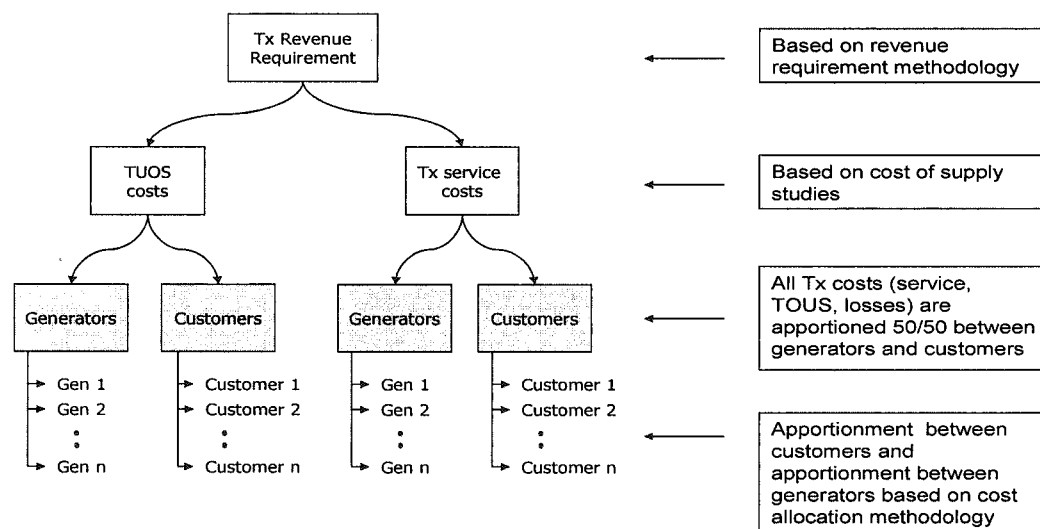 Tx Revenue
Requirement
Based on revenue
requirement methodology
TUOS
costs
Tx service
costs
Based on cost of supply
studies
Generators
Customers
Generators
Customers
All Tx costs (service,
TOUS, losses) are
apportioned 50/50 between
generators and customers
Gen 1
Gen 2
Gen n
Customer 1
Customer 2
Customer n
Gen 1
Gen 2
Gen n
Customer 1
Customer 2
Customer n
Apportionment between
customers and
apportionment between
generators based on cost
allocation methodology